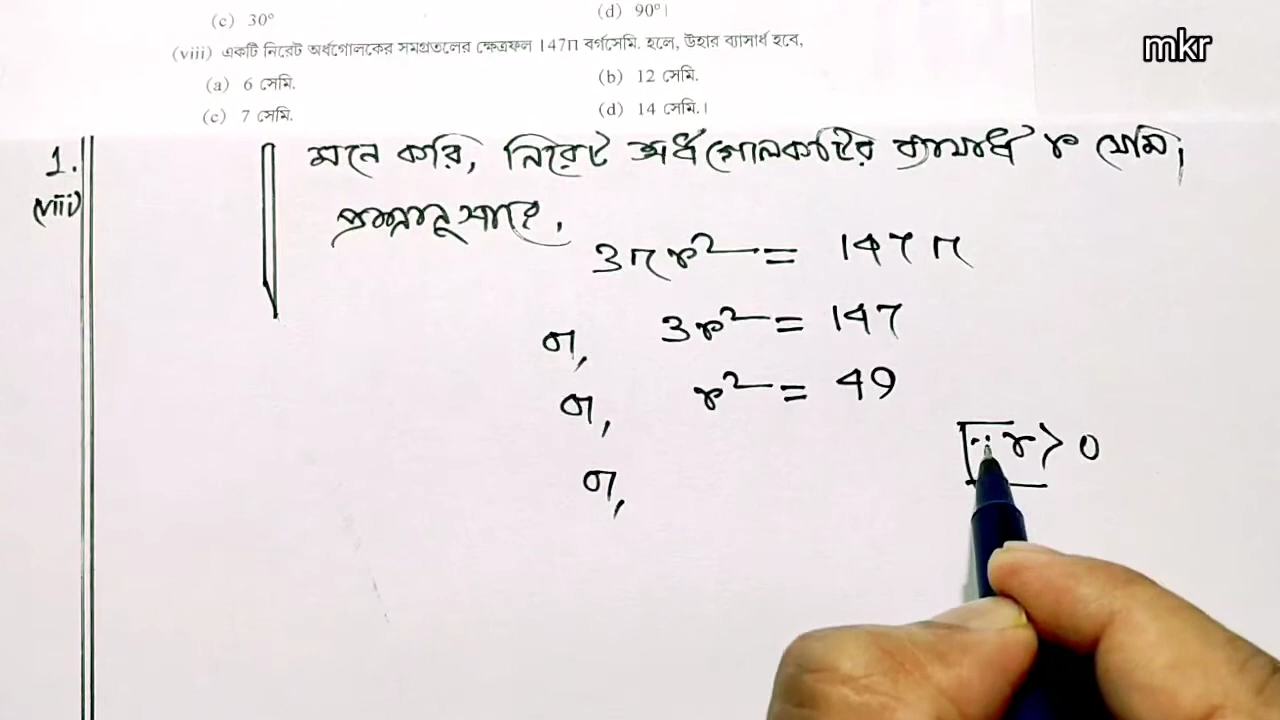 (c) 30°
(d) 90°।
mkr
(viii) একটি নিরেট অর্ধগোলকের সমগ্রতলের ক্ষেত্রফল 147π বর্গসেমি. হলে, উহার ব্যাসার্ধ হবে,
(a) 6 সেমি.
(b) 12 সেমি.
(c) 7 সেমি.
(d) 14 সেমি.।
1.
(viii)
মনে করি, নিরেট অর্ধগোলকটির ব্যাসার্ধ r সেমি।
প্রশ্নানুসারে,
3πr² = 147π
বা, 3r² = 147
বা, r² = 49
∵ r > 0
বা,